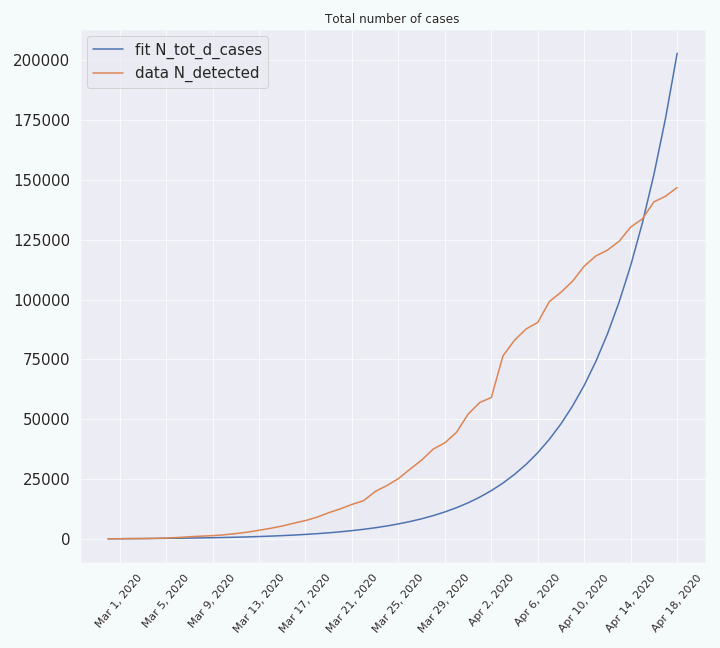 Total number of cases
fit N_tot_d_cases
data N_detected
200000
175000
150000
125000
100000
75000
50000
25000
0
Mar 1, 2020
Mar 5, 2020
Mar 9, 2020
Mar 13, 2020
Mar 17, 2020
Mar 21, 2020
Mar 25, 2020
Mar 29, 2020
Apr 2, 2020
Apr 6, 2020
Apr 10, 2020
Apr 14, 2020
Apr 18, 2020